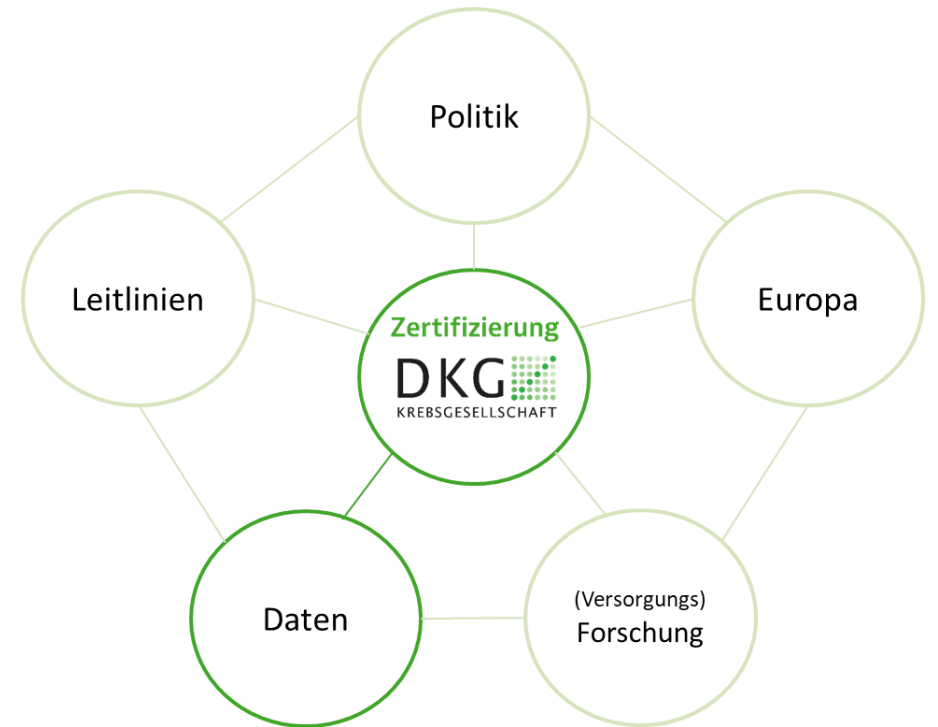 Politik
Leitlinien
Europa
Zertifizierung
DKG
KREBSGESELLSCHAFT
Daten
(Versorgungs)
Forschung